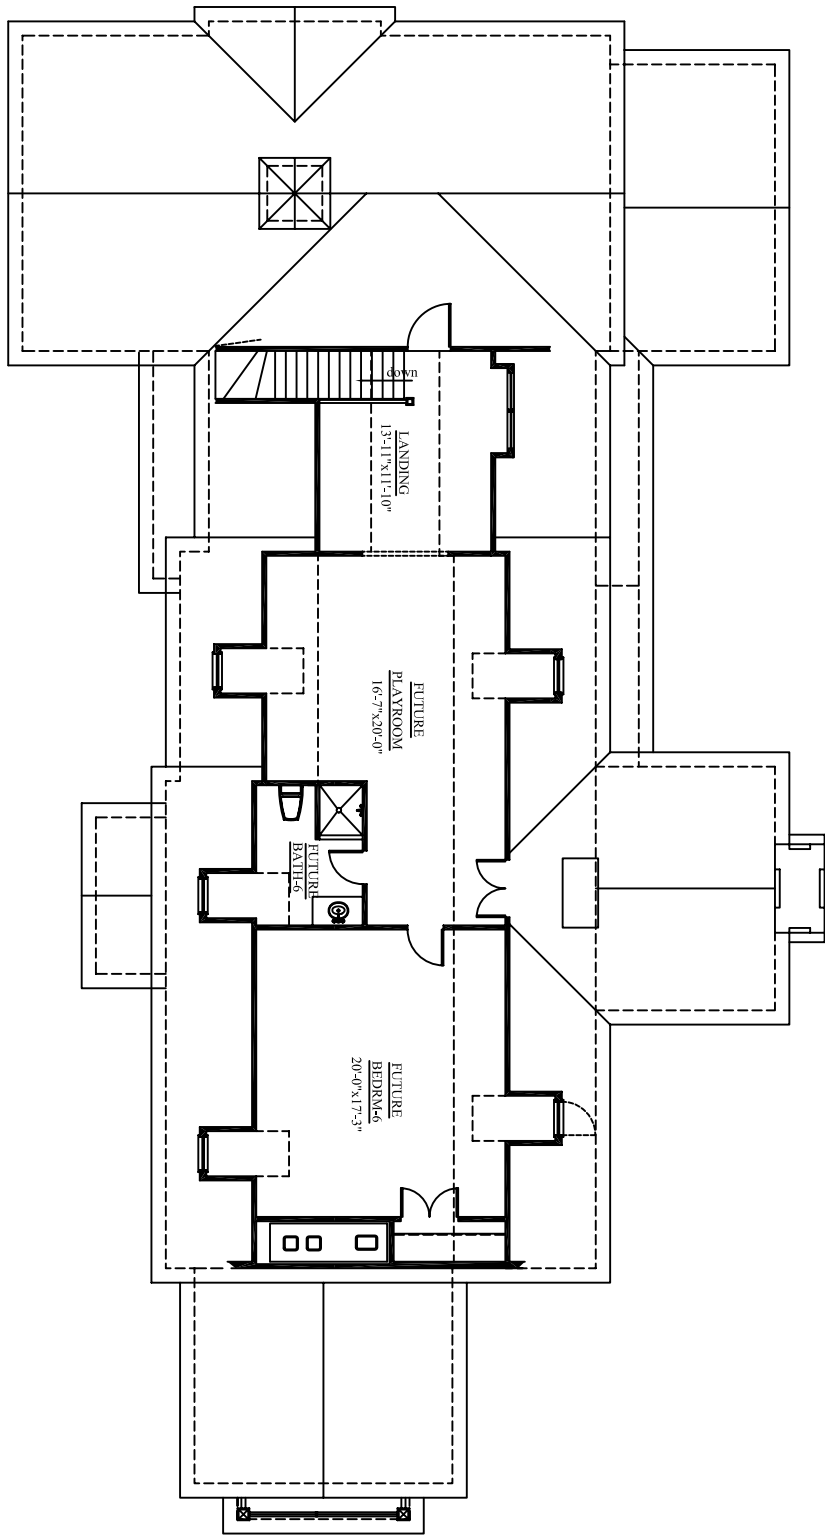 down
LANDING
13'-11"x11'-10"
FUTURE
PLAYROOM
16'-7"x20'-0"
FUTURE
BATH-6
FUTURE
BEDRM-6
20'-0"x17'-3"